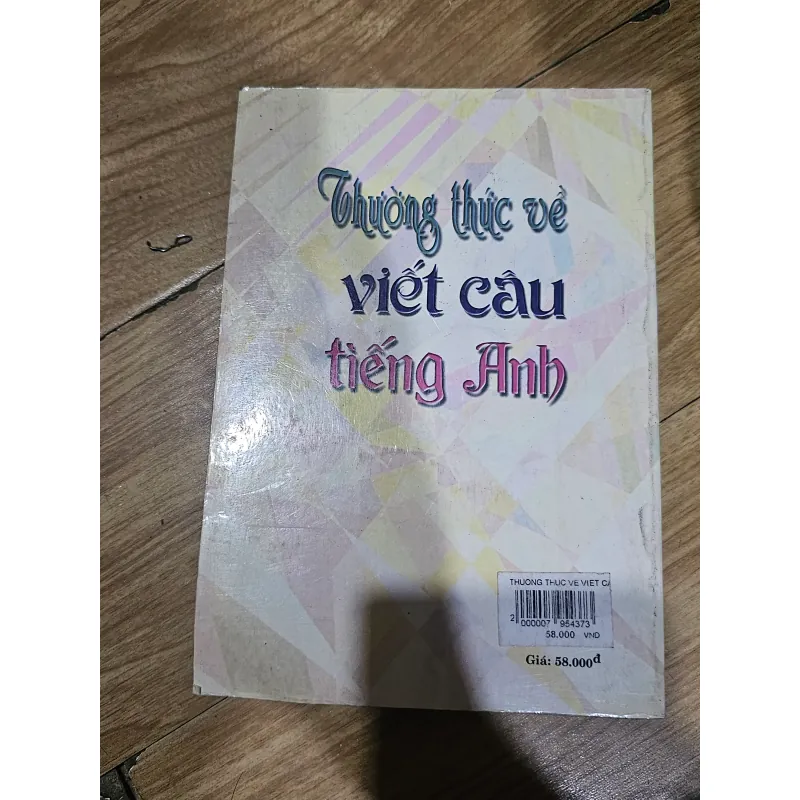 Thường thức về
viết câu
tiếng Anh
THUONG THUC VE VIET CA
2 000007 954373
58.000 VND
Giá: 58.000đ